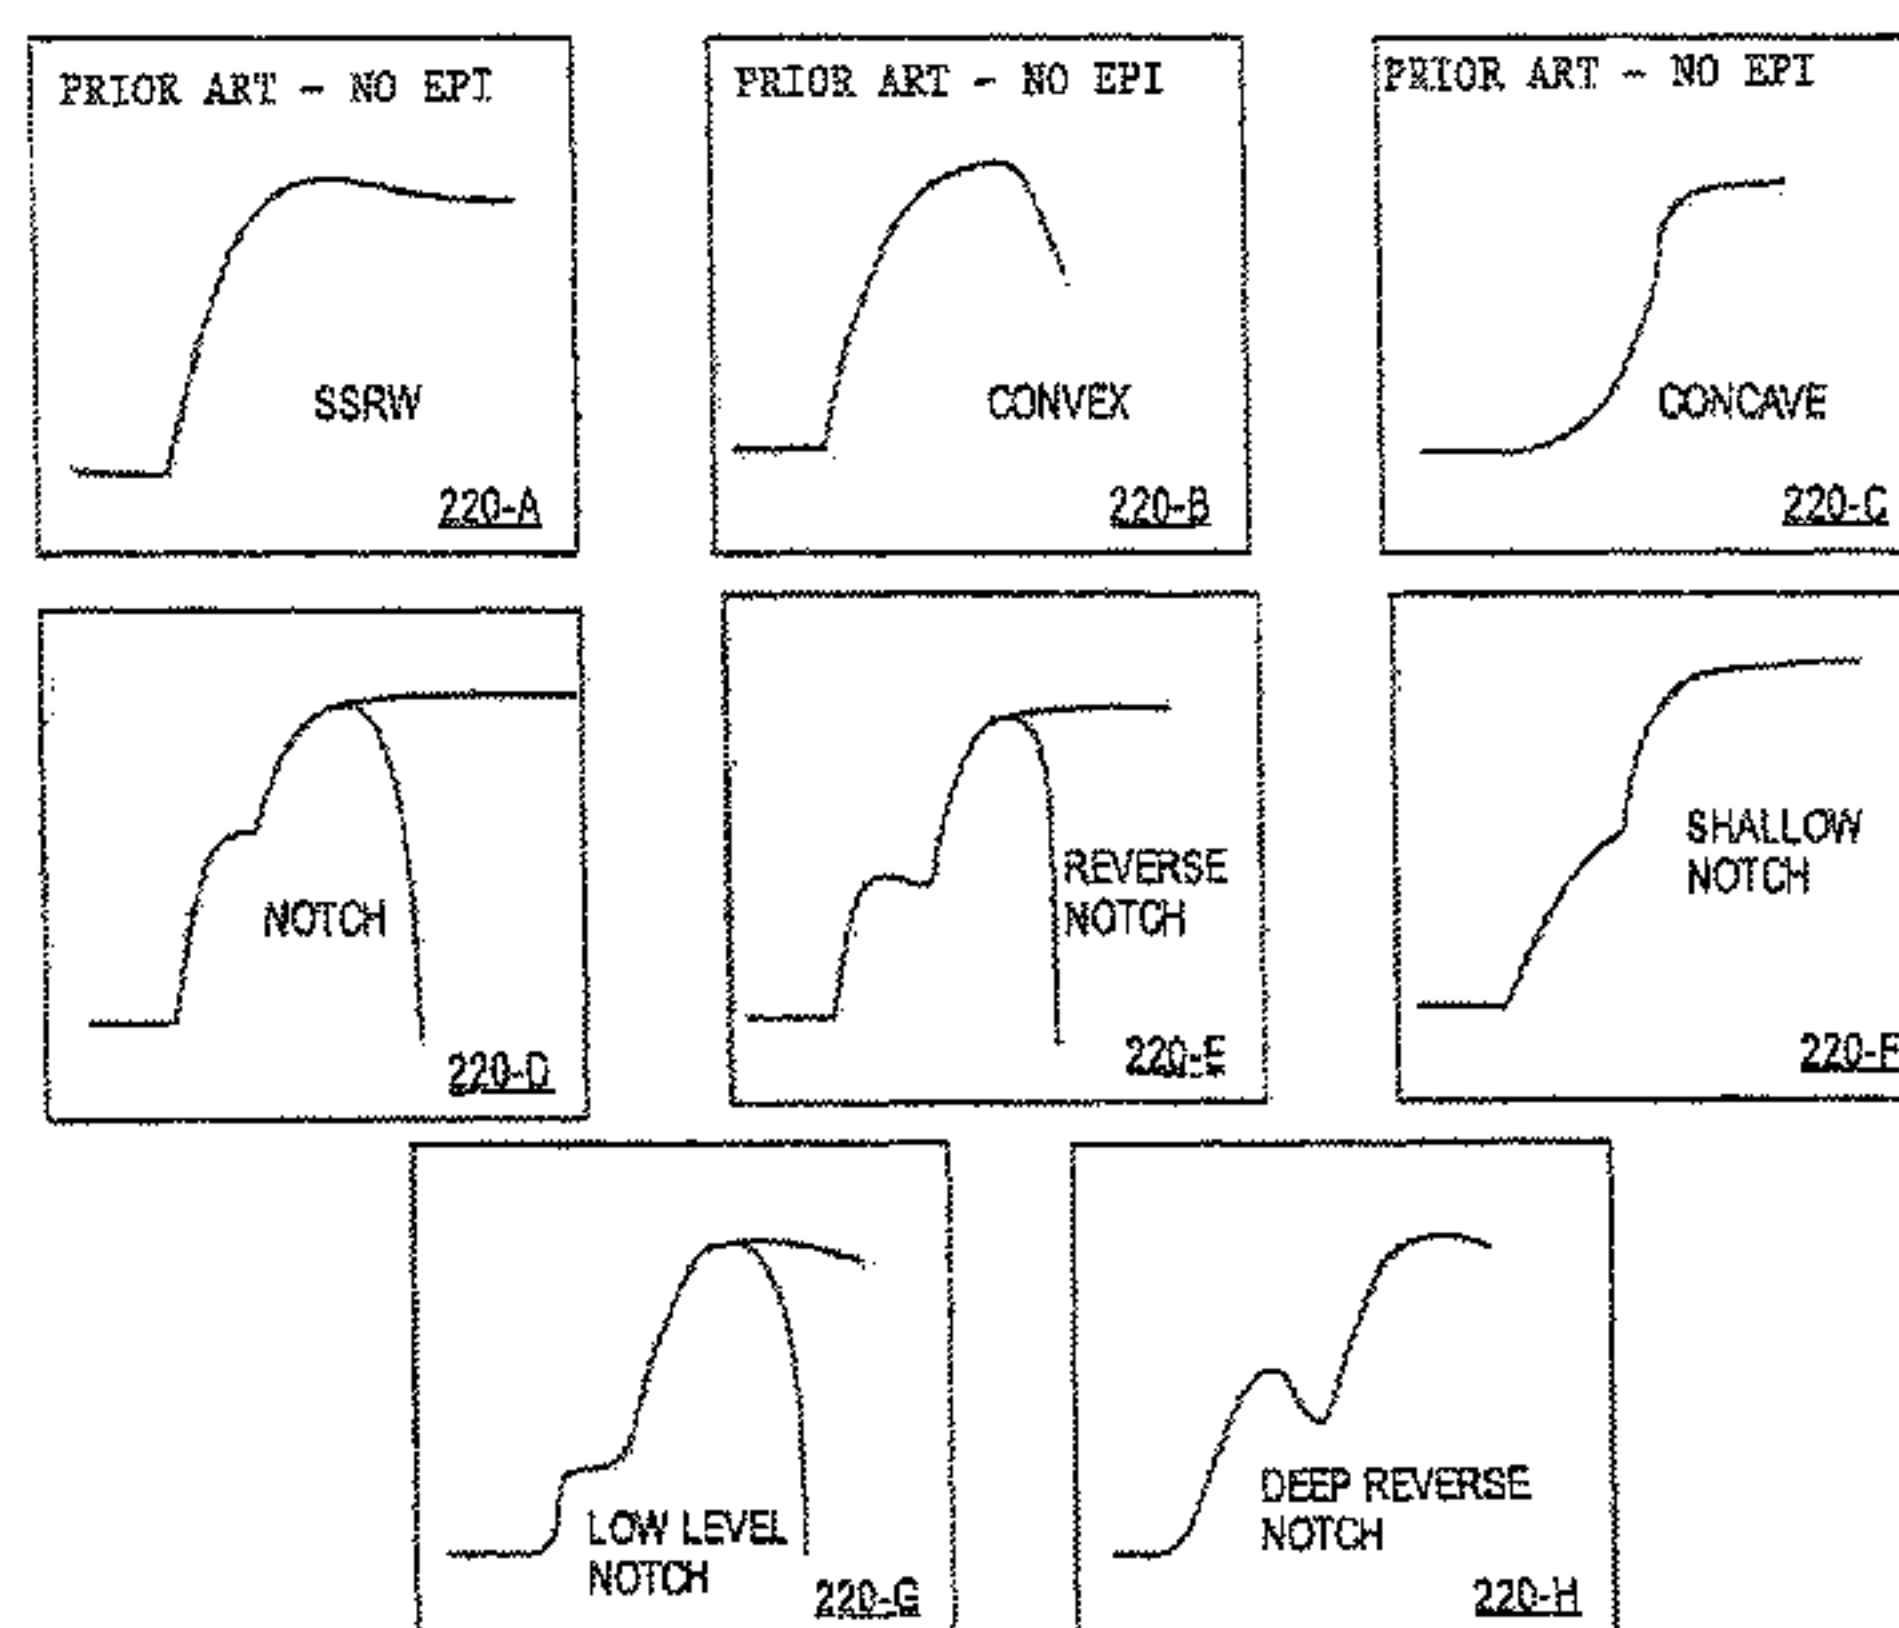 PRIOR ART - NO EPI
SSRW
220-A
PRIOR ART - NO EPI
CONVEX
220-B
PRIOR ART - NO EPI
CONCAVE
220-C
NOTCH
220-D
REVERSE
NOTCH
220-E
SHALLOW
NOTCH
220-F
LOW LEVEL
NOTCH
220-G
DEEP REVERSE
NOTCH
220-H